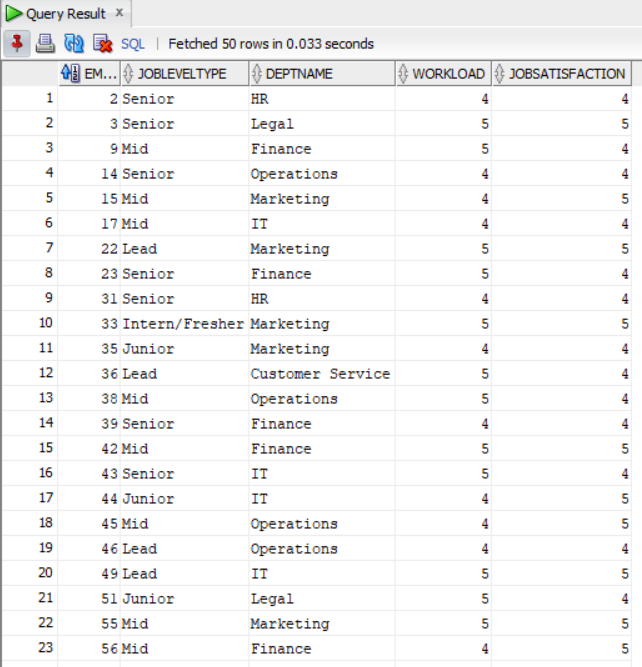 Query Result x
SQL | Fetched 50 rows in 0.033 seconds
EM... JOBLEVELTYPE DEPTNAME WORKLOAD JOBSATISFACTION
1 2 Senior HR 4 4
2 3 Senior Legal 5 5
3 9 Mid Finance 5 4
4 14 Senior Operations 4 4
5 15 Mid Marketing 4 5
6 17 Mid IT 4 4
7 22 Lead Marketing 5 5
8 23 Senior Finance 5 4
9 31 Senior HR 4 4
10 33 Intern/Fresher Marketing 5 5
11 35 Junior Marketing 4 4
12 36 Lead Customer Service 5 4
13 38 Mid Operations 5 4
14 39 Senior Finance 4 4
15 42 Mid Finance 5 5
16 43 Senior IT 5 4
17 44 Junior IT 4 5
18 45 Mid Operations 4 5
19 46 Lead Operations 4 4
20 49 Lead IT 5 5
21 51 Junior Legal 5 4
22 55 Mid Marketing 5 5
23 56 Mid Finance 4 5